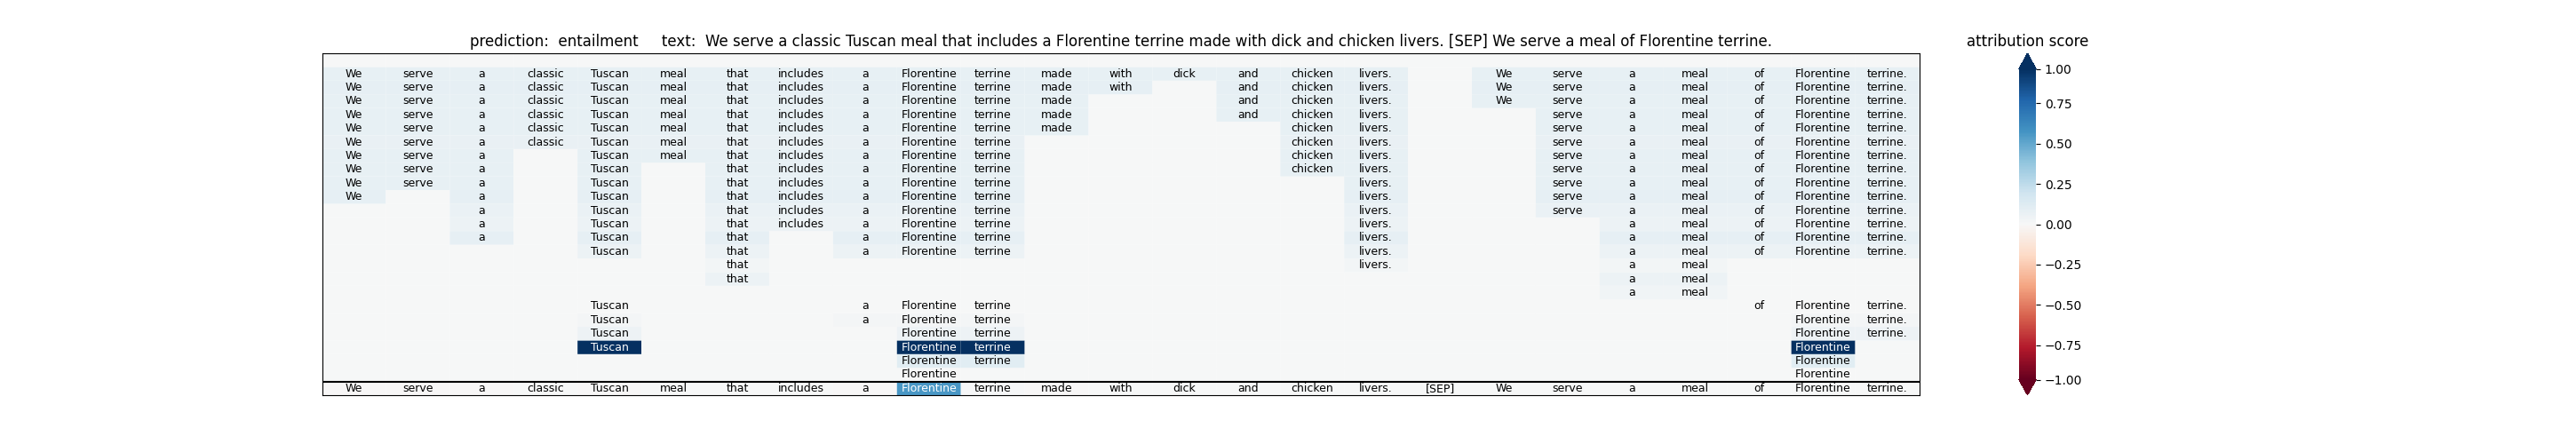 prediction: entailment text: We serve a classic Tuscan meal that includes a Florentine terrine made with dick and chicken livers. [SEP] We serve a meal of Florentine terrine.
We serve a classic Tuscan meal that includes a Florentine terrine made with dick and chicken livers. We serve a meal of Florentine terrine.
We serve a classic Tuscan meal that includes a Florentine terrine made with and chicken livers. We serve a meal of Florentine terrine.
We serve a classic Tuscan meal that includes a Florentine terrine made and chicken livers. We serve a meal of Florentine terrine.
We serve a classic Tuscan meal that includes a Florentine terrine made and chicken livers. serve a meal of Florentine terrine.
We serve a classic Tuscan meal that includes a Florentine terrine made chicken livers. serve a meal of Florentine terrine.
We serve a classic Tuscan meal that includes a Florentine terrine chicken livers. serve a meal of Florentine terrine.
We serve a Tuscan meal that includes a Florentine terrine chicken livers. serve a meal of Florentine terrine.
We serve a Tuscan that includes a Florentine terrine chicken livers. serve a meal of Florentine terrine.
We serve a Tuscan that includes a Florentine terrine livers. serve a meal of Florentine terrine.
We a Tuscan that includes a Florentine terrine livers. serve a meal of Florentine terrine.
a Tuscan that includes a Florentine terrine livers. serve a meal of Florentine terrine.
a Tuscan that includes a Florentine terrine livers. a meal of Florentine terrine.
a Tuscan that a Florentine terrine livers. a meal of Florentine terrine.
Tuscan that a Florentine terrine livers. a meal of Florentine terrine.
that livers. a meal
that a meal
a meal
Tuscan a Florentine terrine of Florentine terrine.
Tuscan a Florentine terrine Florentine terrine.
Tuscan Florentine terrine Florentine terrine.
Tuscan Florentine terrine Florentine
Florentine terrine Florentine
Florentine Florentine
We serve a classic Tuscan meal that includes a Florentine terrine made with dick and chicken livers. [SEP] We serve a meal of Florentine terrine.
attribution score
1.00
0.75
0.50
0.25
0.00
−0.25
−0.50
−0.75
−1.00